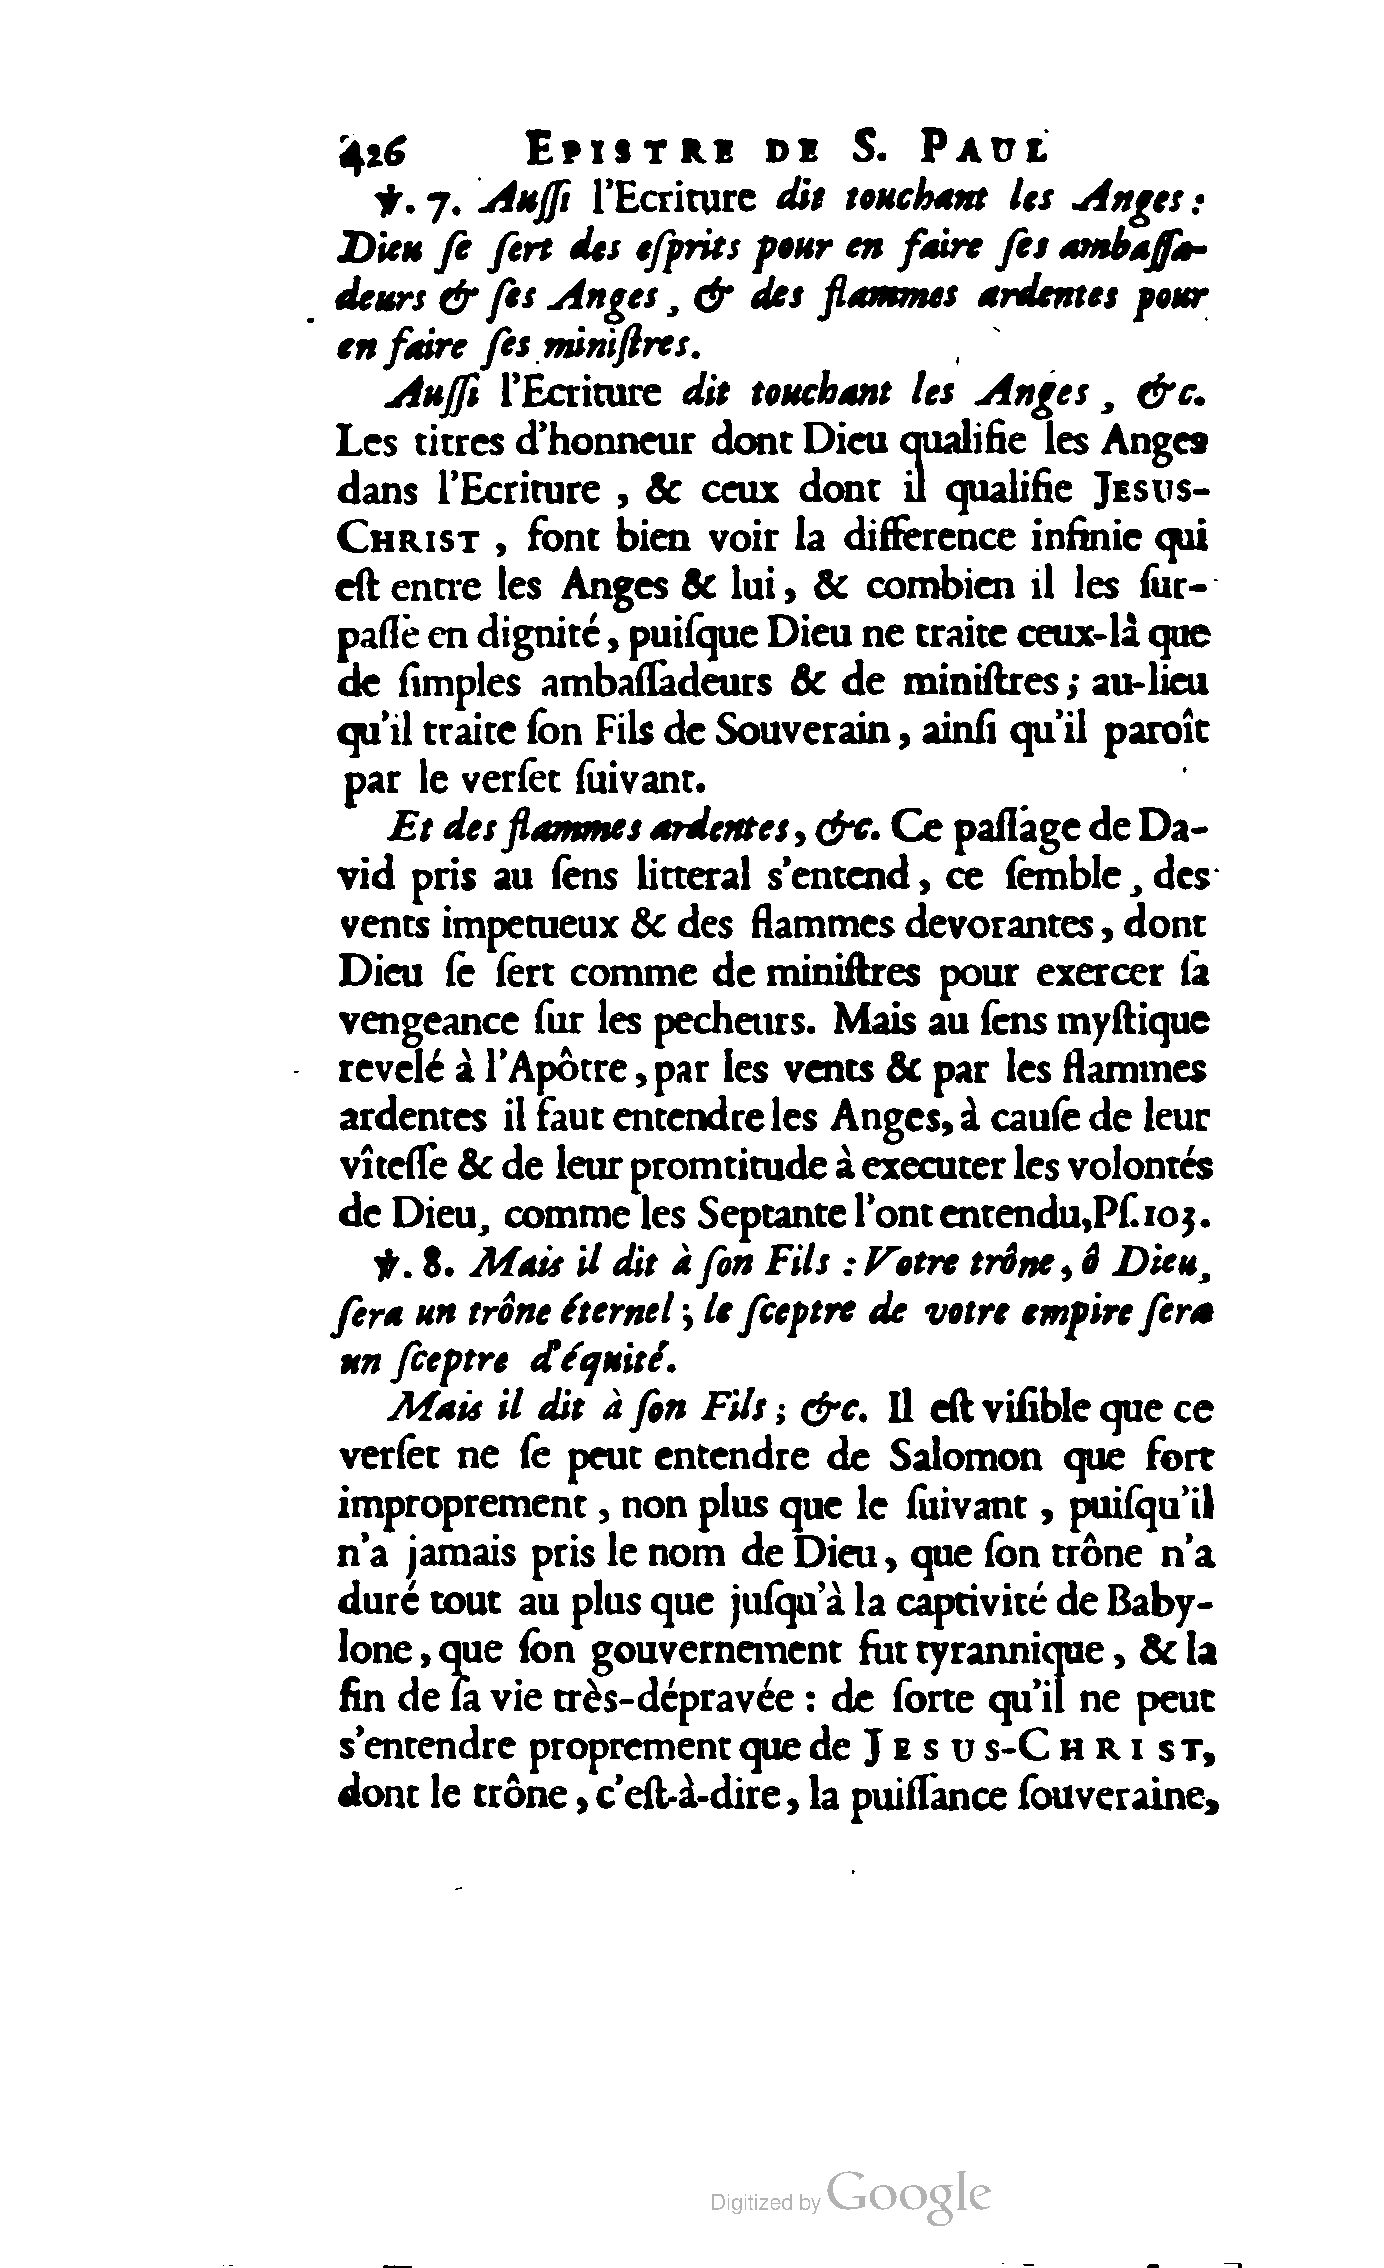 426 EPISTRE DE S. PAUL
℣. 7. Auſſi l'Ecriture dit touchant les Anges :
Dieu ſe ſert des eſprits pour en faire ſes ambaſſa-
deurs & ſes Anges , & des flammes ardentes pour
en faire ſes miniſtres.
Auſſi l'Ecriture dit touchant les Anges , &c.
Les titres d'honneur dont Dieu qualifie les Anges
dans l'Ecriture , & ceux dont il qualifie JESUS-
CHRIST , font bien voir la difference infinie qui
eſt entre les Anges & lui , & combien il les ſur-
paſſe en dignité , puiſque Dieu ne traite ceux-là que
de ſimples ambaſſadeurs & de miniſtres ; au-lieu
qu'il traite ſon Fils de Souverain , ainſi qu'il paroît
par le verſet ſuivant.
Et des flammes ardentes , &c. Ce paſſage de Da-
vid pris au ſens litteral s'entend , ce ſemble , des
vents impetueux & des flammes devorantes , dont
Dieu ſe ſert comme de miniſtres pour exercer ſa
vengeance ſur les pecheurs. Mais au ſens myſtique
revelé à l'Apôtre , par les vents & par les flammes
ardentes il faut entendre les Anges, à cauſe de leur
vîteſſe & de leur promtitude à executer les volontés
de Dieu, comme les Septante l'ont entendu, Pſ. 103.
℣. 8. Mais il dit à ſon Fils : Votre trône , ô Dieu,
ſera un trône éternel ; le ſceptre de votre empire ſera
un ſceptre d'équité.
Mais il dit à ſon Fils ; &c. Il eſt viſible que ce
verſet ne ſe peut entendre de Salomon que fort
improprement , non plus que le ſuivant , puiſqu'il
n'a jamais pris le nom de Dieu , que ſon trône n'a
duré tout au plus que juſqu'à la captivité de Baby-
lone , que ſon gouvernement fut tyrannique , & la
fin de ſa vie très-dépravée : de ſorte qu'il ne peut
s'entendre proprement que de JESUS-CHRIST,
dont le trône , c'eſt-à-dire , la puiſſance ſouveraine,
Digitized by Google